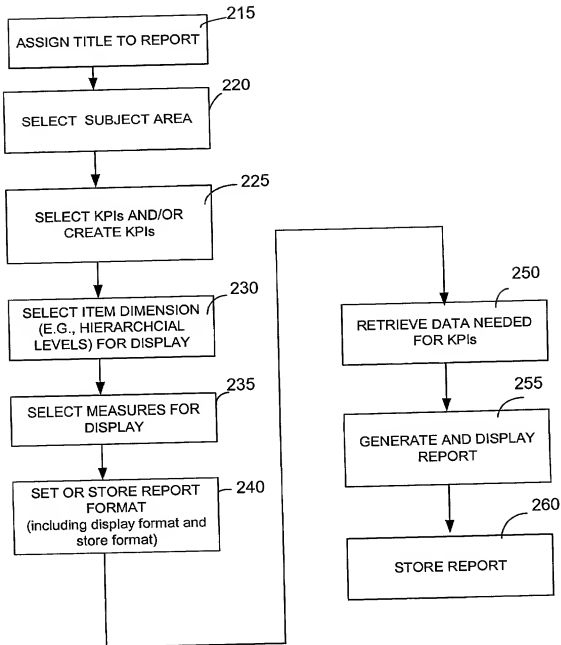 215
ASSIGN TITLE TO REPORT
220
SELECT SUBJECT AREA
225
SELECT KPIs AND/OR
CREATE KPIs
230
SELECT ITEM DIMENSION
(E.G., HIERARCHCIAL
LEVELS) FOR DISPLAY
235
SELECT MEASURES FOR
DISPLAY
240
SET OR STORE REPORT
FORMAT
(including display format and
store format)
250
RETRIEVE DATA NEEDED
FOR KPIs
255
GENERATE AND DISPLAY
REPORT
260
STORE REPORT